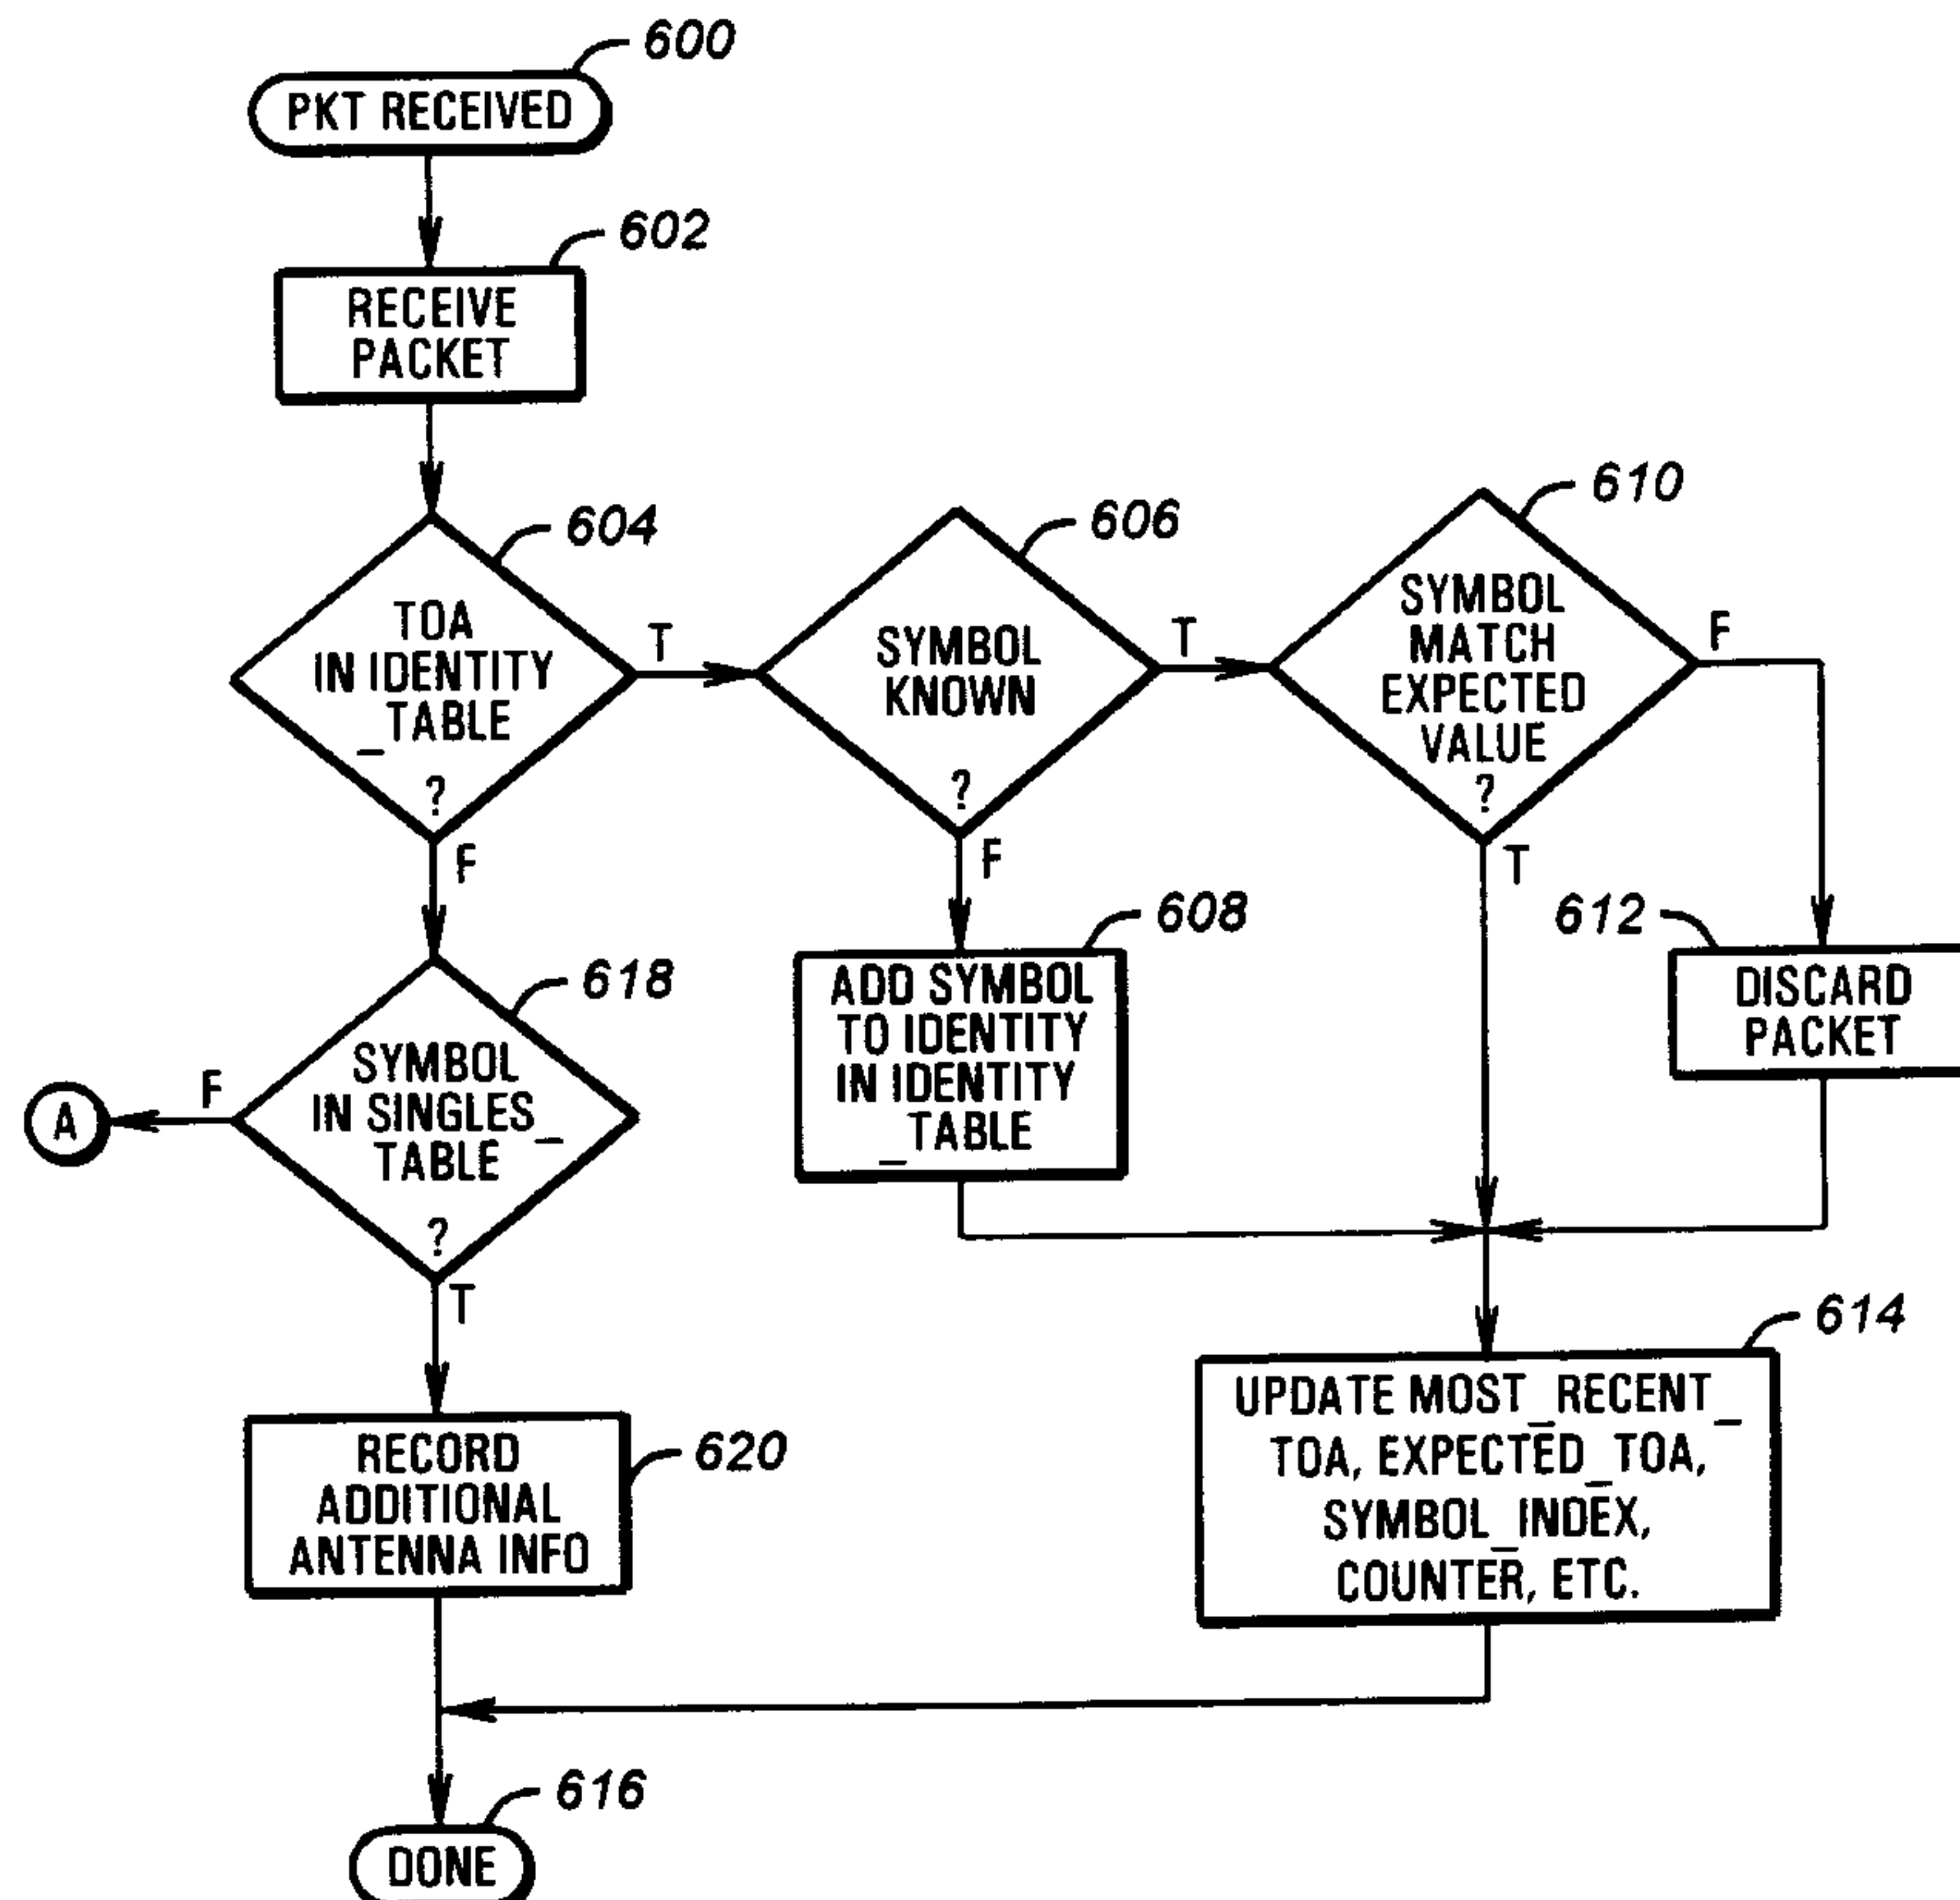 600
PKT RECEIVED
602
RECEIVE
PACKET
604
TOA
IN IDENTITY
_TABLE
?
T
F
606
SYMBOL
KNOWN
?
T
F
610
SYMBOL
MATCH
EXPECTED
VALUE
?
F
T
608
ADD SYMBOL
TO IDENTITY
IN IDENTITY
_TABLE
612
DISCARD
PACKET
618
SYMBOL
IN SINGLES_
TABLE
?
F
A
T
614
UPDATE MOST_RECENT_
TOA, EXPECTED_TOA,
SYMBOL_INDEX,
COUNTER, ETC.
620
RECORD
ADDITIONAL
ANTENNA INFO
616
DONE